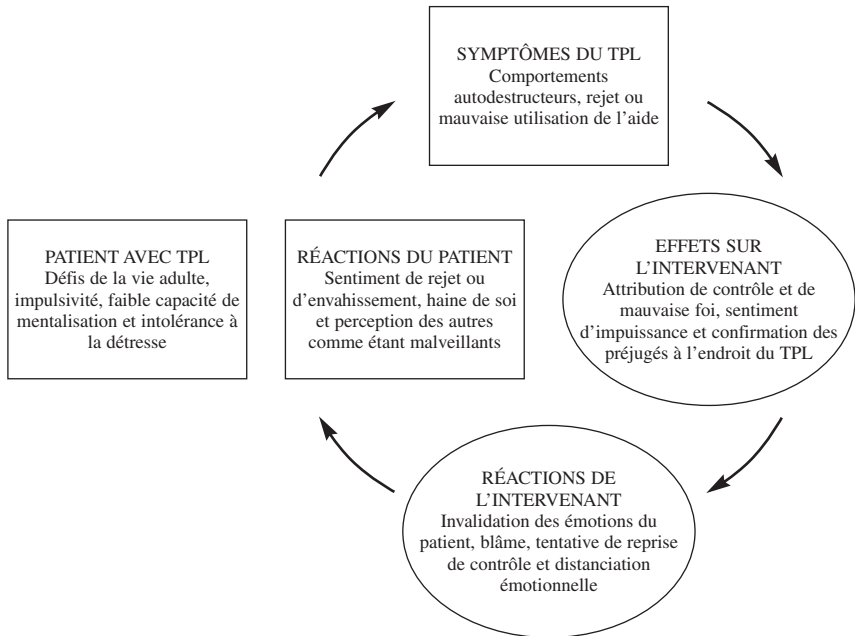 SYMPTÔMES DU TPL
Comportements
autodestructeurs, rejet ou
mauvaise utilisation de l'aide
PATIENT AVEC TPL
Défis de la vie adulte,
impulsivité, faible capacité de
mentalisation et intolérance à
la détresse
RÉACTIONS DU PATIENT
Sentiment de rejet ou
d'envahissement, haine de soi
et perception des autres
comme étant malveillants
EFFETS SUR
L'INTERVENANT
Attribution de contrôle et de
mauvaise foi, sentiment
d'impuissance et confirmation des
préjugés à l'endroit du TPL
RÉACTIONS DE
L'INTERVENANT
Invalidation des émotions du
patient, blâme, tentative de reprise
de contrôle et distanciation
émotionnelle